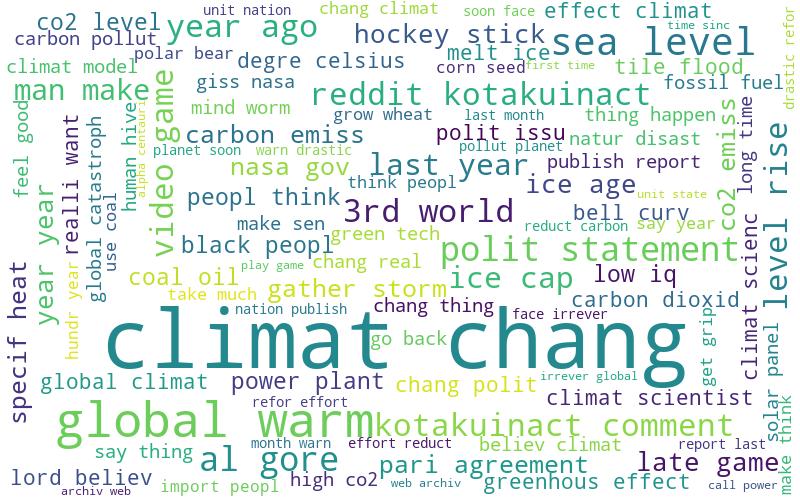 unit nation
chang climat
soon face
effect climat
co2 level
year ago
hockey stick
sea level
time sinc
drastic refor
carbon pollut
polar bear
degre celsius
melt ice
corn seed
first time
tile flood
climat model
man make
giss nasa
reddit kotakuinact
fossil fuel
mind worm
grow wheat
last month
thing happen
feel good
global catastroph
realli want
human hive
alpha centauri
video game
carbon emiss
polit issu
natur disast
co2 emiss
long time
planet soon
warn drastic
pollut planet
nasa gov
last year
publish report
think peopl
ice age
unit state
peopl think
3rd world
bell curv
level rise
make sen
reduct carbon
say year
green tech
use coal
year year
black peopl
polit statement
play game
chang real
coal oil
ice cap
low iq
climat scienc
take much
gather storm
hundr year
specif heat
nation publish
chang thing
carbon dioxid
face irrever
climat chang
go back
get grip
solar panel
global climat
power plant
chang polit
irrever global
refor effort
climat scientist
global warm
kotakuinact comment
make think
month warn
effort reduct
believ climat
report last
say thing
al gore
pari agreement
late game
lord believ
high co2
web archiv
greenhous effect
call power
archiv web
import peopl